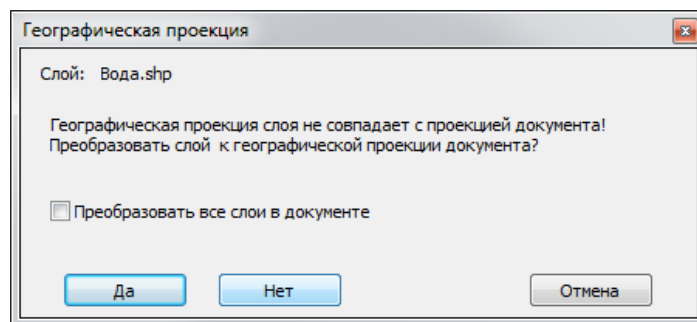 Географическая проекция
Слой: Вода.shp
Географическая проекция слоя не совпадает с проекцией документа!
Преобразовать слой к географической проекции документа?
Преобразовать все слои в документе
Да Нет Отмена